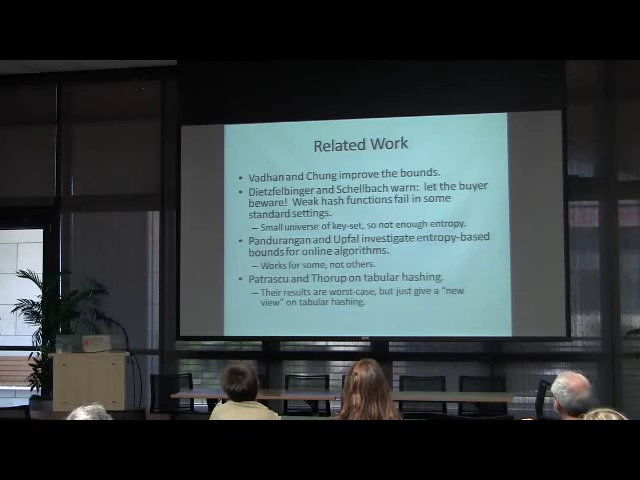 Related Work
• Vadhan and Chung improve the bounds.
• Dietzfelbinger and Schellbach warn: let the buyer
beware! Weak hash functions fail in some
standard settings.
– Small universe of key-set, so not enough entropy.
• Pandurangan and Upfal investigate entropy-based
bounds for online algorithms.
– Works for some, not others.
• Patrascu and Thorup on tabular hashing.
– Their results are worst-case, but just give a "new
view" on tabular hashing.